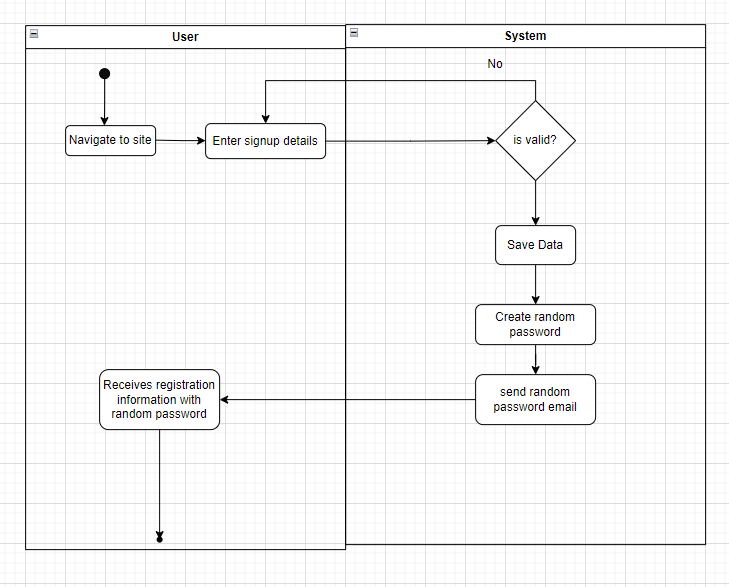 User
System
No
Navigate to site
Enter signup details
is valid?
Save Data
Create random
password
Receives registration
information with
random password
send random
password email